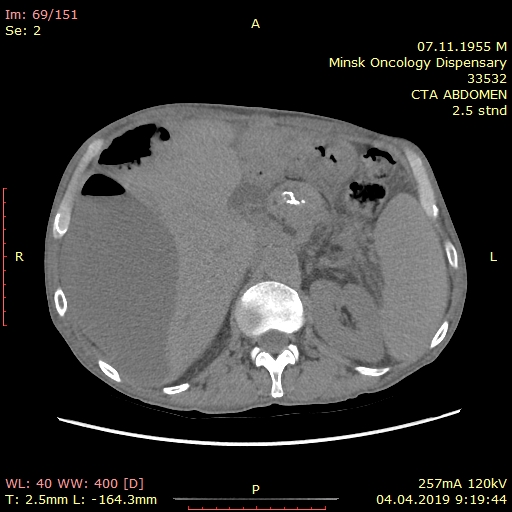 Im: 69/151
Se: 2
A
07.11.1955 M
Minsk Oncology Dispensary
33532
CTA ABDOMEN
2.5 stnd
R
L
WL: 40 WW: 400 [D]
T: 2.5mm L: -164.3mm
P
257mA 120kV
04.04.2019 9:19:44